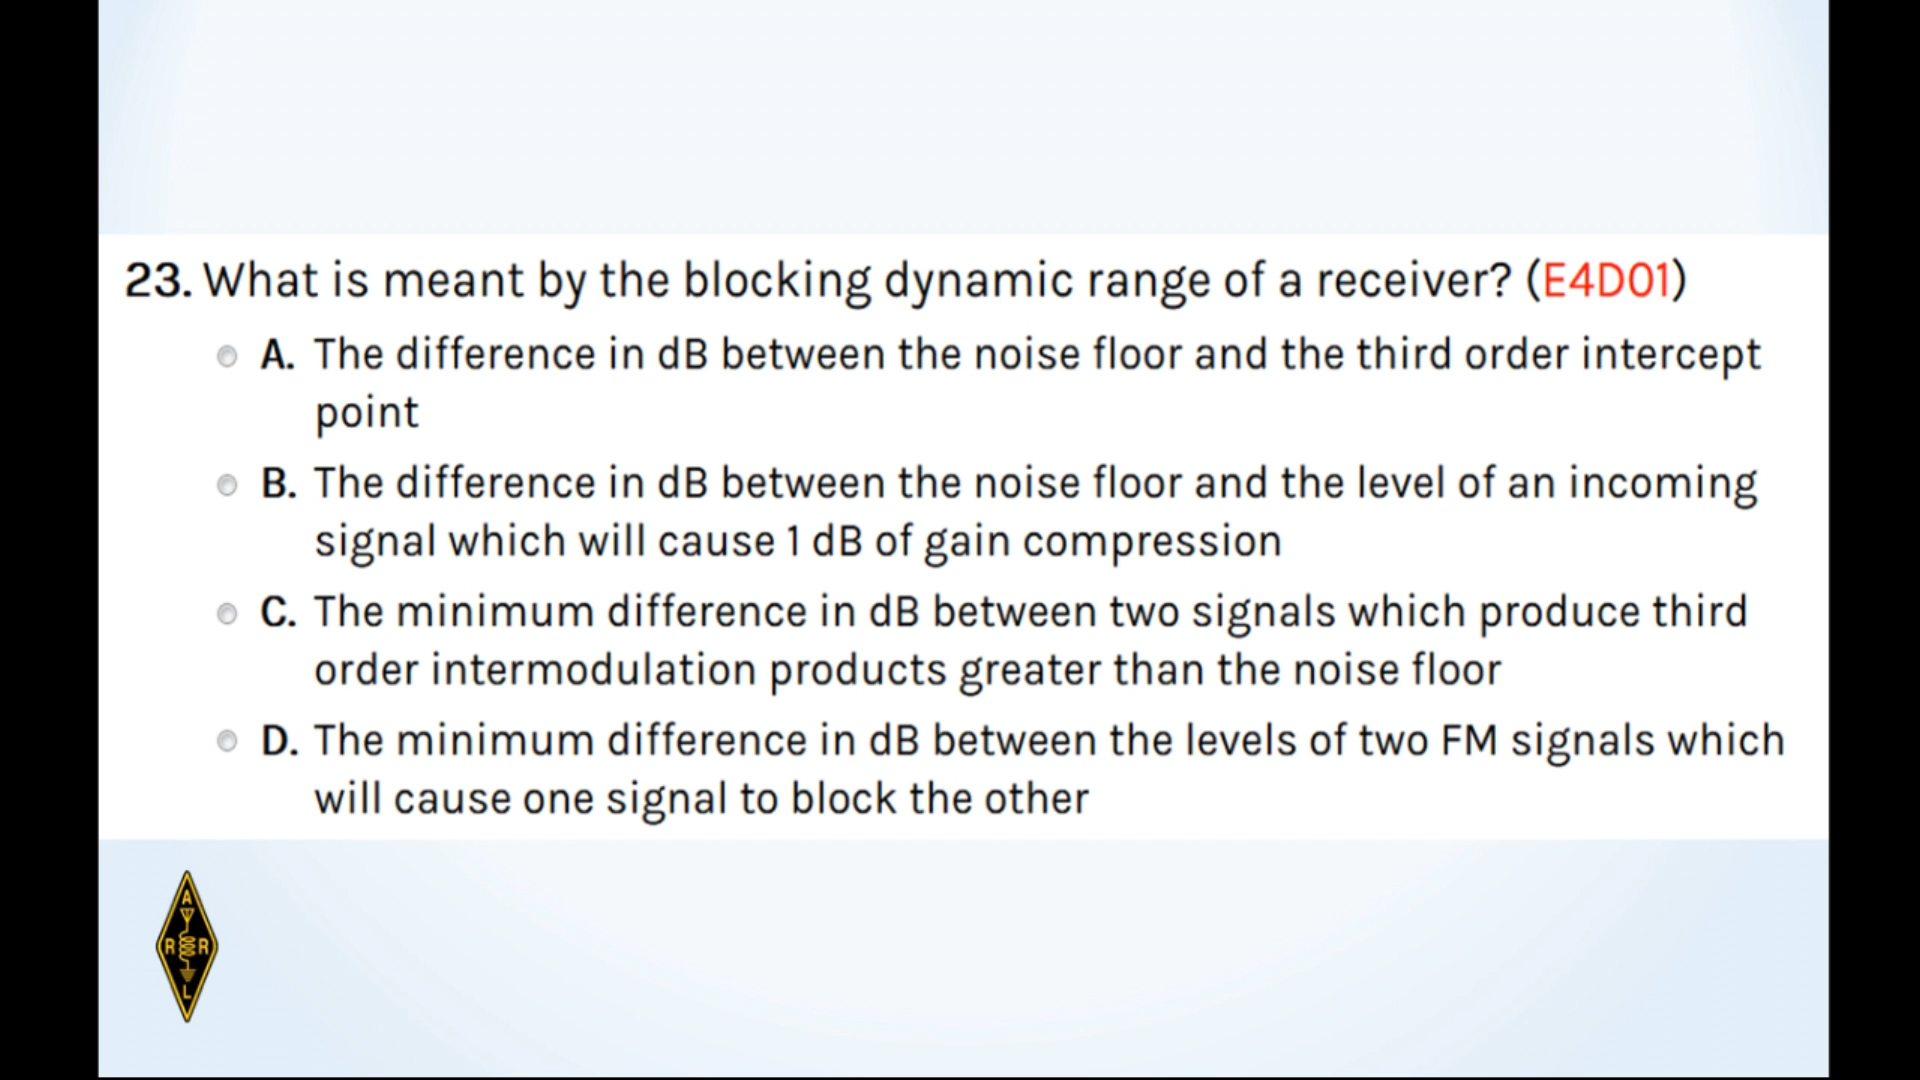 23. What is meant by the blocking dynamic range of a receiver? (E4D01)
A. The difference in dB between the noise floor and the third order intercept
point
B. The difference in dB between the noise floor and the level of an incoming
signal which will cause 1 dB of gain compression
C. The minimum difference in dB between two signals which produce third
order intermodulation products greater than the noise floor
D. The minimum difference in dB between the levels of two FM signals which
will cause one signal to block the other
A
R R
L